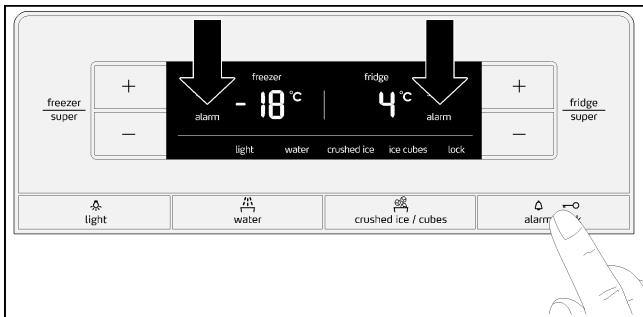 freezer fridge
freezer
super
+ - 18 °C 4 °C +
fridge
super
alarm alarm
− −
light water crushed ice ice cubes lock
light water crushed ice / cubes alarm